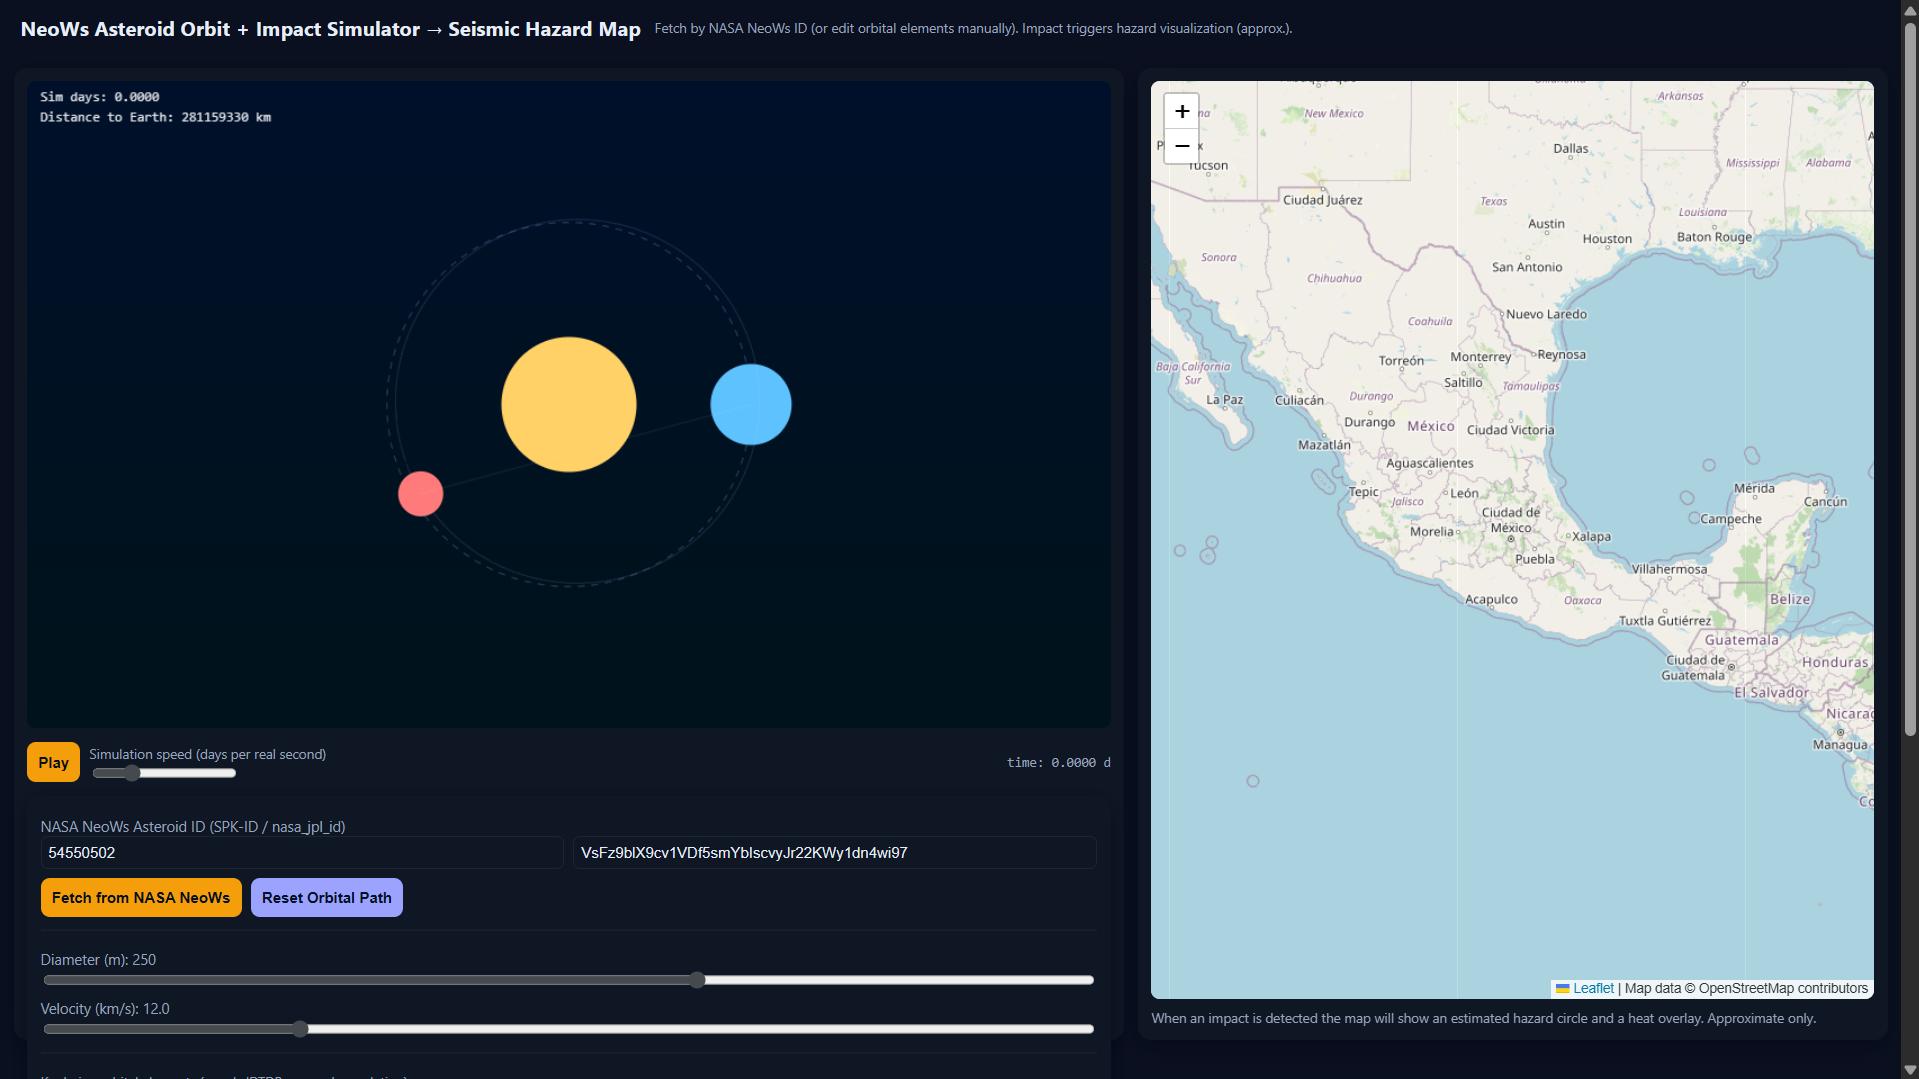 NeoWs Asteroid Orbit + Impact Simulator → Seismic Hazard Map
Fetch by NASA NeoWs ID (or edit orbital elements manually). Impact triggers hazard visualization (approx.).
Sim days: 0.0000
Distance to Earth: 281159330 km
Play
Simulation speed (days per real second)
time: 0.0000 d
NASA NeoWs Asteroid ID (SPK-ID / nasa_jpl_id)
54550502
Fetch from NASA NeoWs
Reset Orbital Path
Diameter (m): 250
Velocity (km/s): 12.0
+
−
Arkansas
New Mexico
Dallas
Tucson
Mississippi
Alabama
Ciudad Juárez
Texas
Louisiana
Austin
Houston
Baton Rouge
Sonora
San Antonio
Chihuahua
Nuevo Laredo
Coahuila
Torreón
Monterrey
Reynosa
Baja California
Sur
Saltillo
Tamaulipas
La Paz
Culiacán
Durango
Durango
México
Ciudad Victoria
Mazatlán
Aguascalientes
Tepic
León
Mérida
Cancún
Jalisco
Ciudad de
México
Campeche
Morelia
Xalapa
Puebla
Villahermosa
Acapulco
Oaxaca
Belize
Tuxtla Gutiérrez
Guatemala
Ciudad de
Guatemala
Honduras
El Salvador
Managua
Leaflet | Map data © OpenStreetMap contributors
When an impact is detected the map will show an estimated hazard circle and a heat overlay. Approximate only.